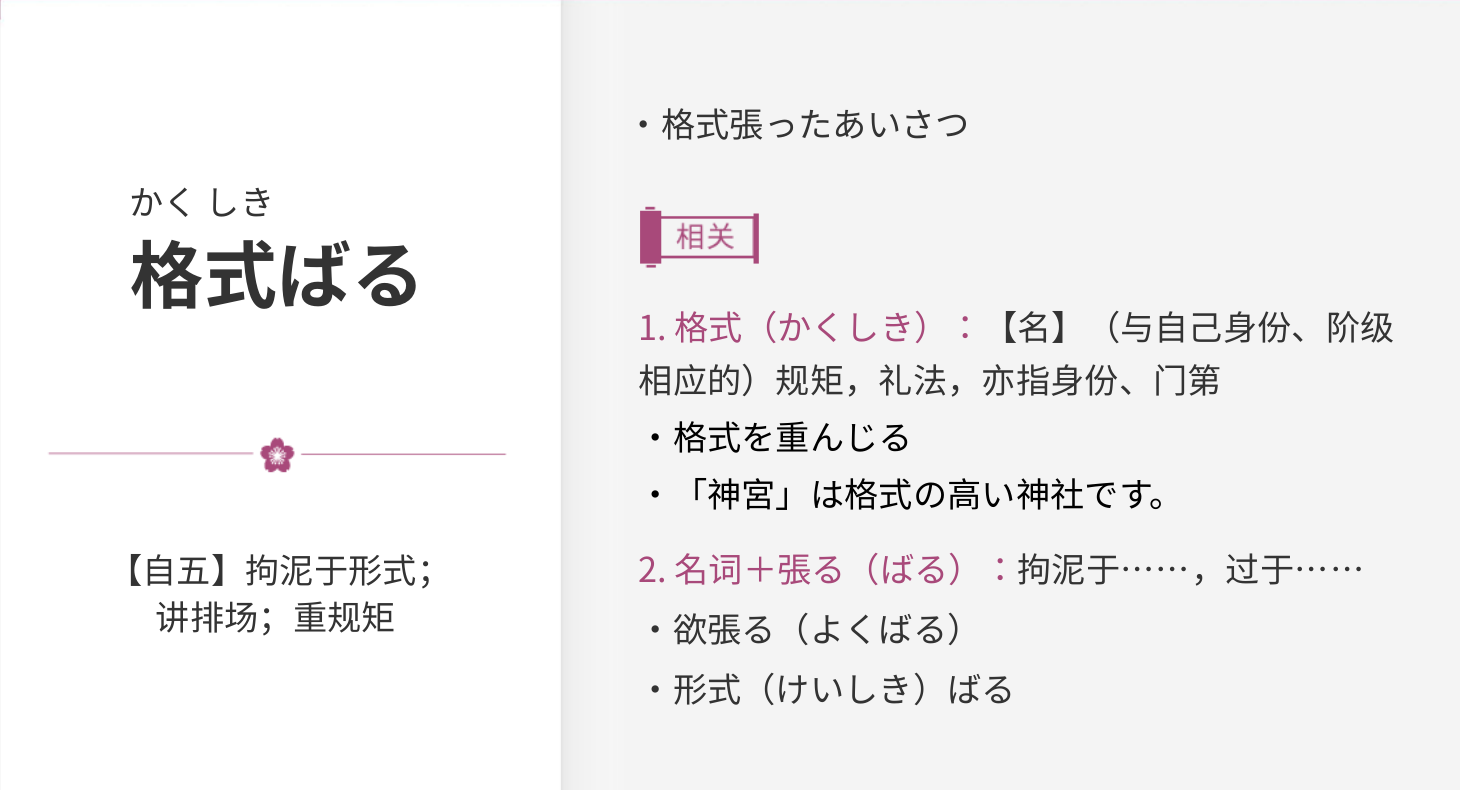 かく しき
格式ばる
【自五】拘泥于形式；
讲排场；重规矩
・格式張ったあいさつ
相关
1. 格式（かくしき）：【名】（与自己身份、阶级
相应的）规矩，礼法，亦指身份、门第
・格式を重んじる
・「神宮」は格式の高い神社です。
2. 名词＋張る（ばる）：拘泥于……，过于……
・欲張る（よくばる）
・形式（けいしき）ばる